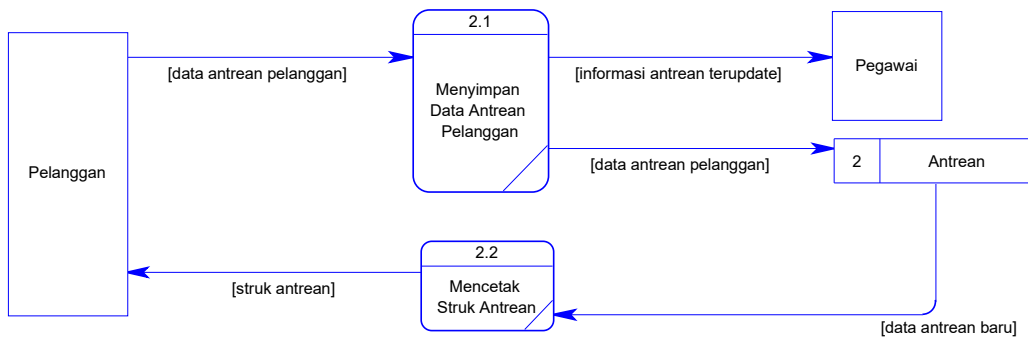 Pelanggan
[data antrean pelanggan]
2.1
Menyimpan
Data Antrean
Pelanggan
[informasi antrean terupdate]
Pegawai
[data antrean pelanggan]
2
Antrean
2.2
Mencetak
Struk Antrean
[struk antrean]
[data antrean baru]